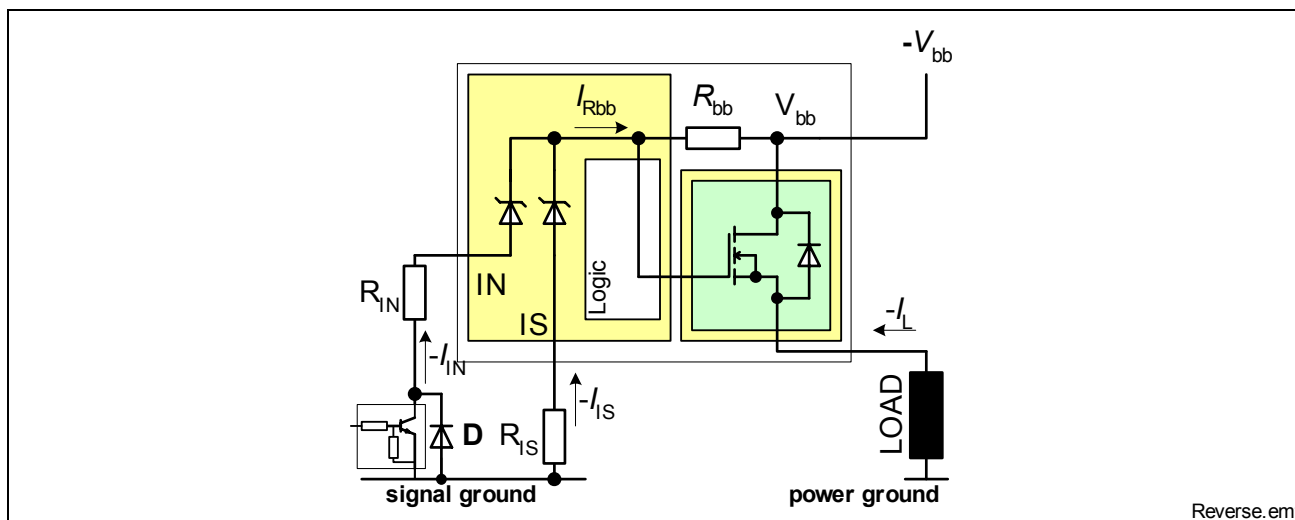 -Vbb
IRbb
Rbb
Vbb
Logic
IN
RIN
IS
-IL
-IIN
-IIS
LOAD
D
RIS
signal ground
power ground
Reverse.em